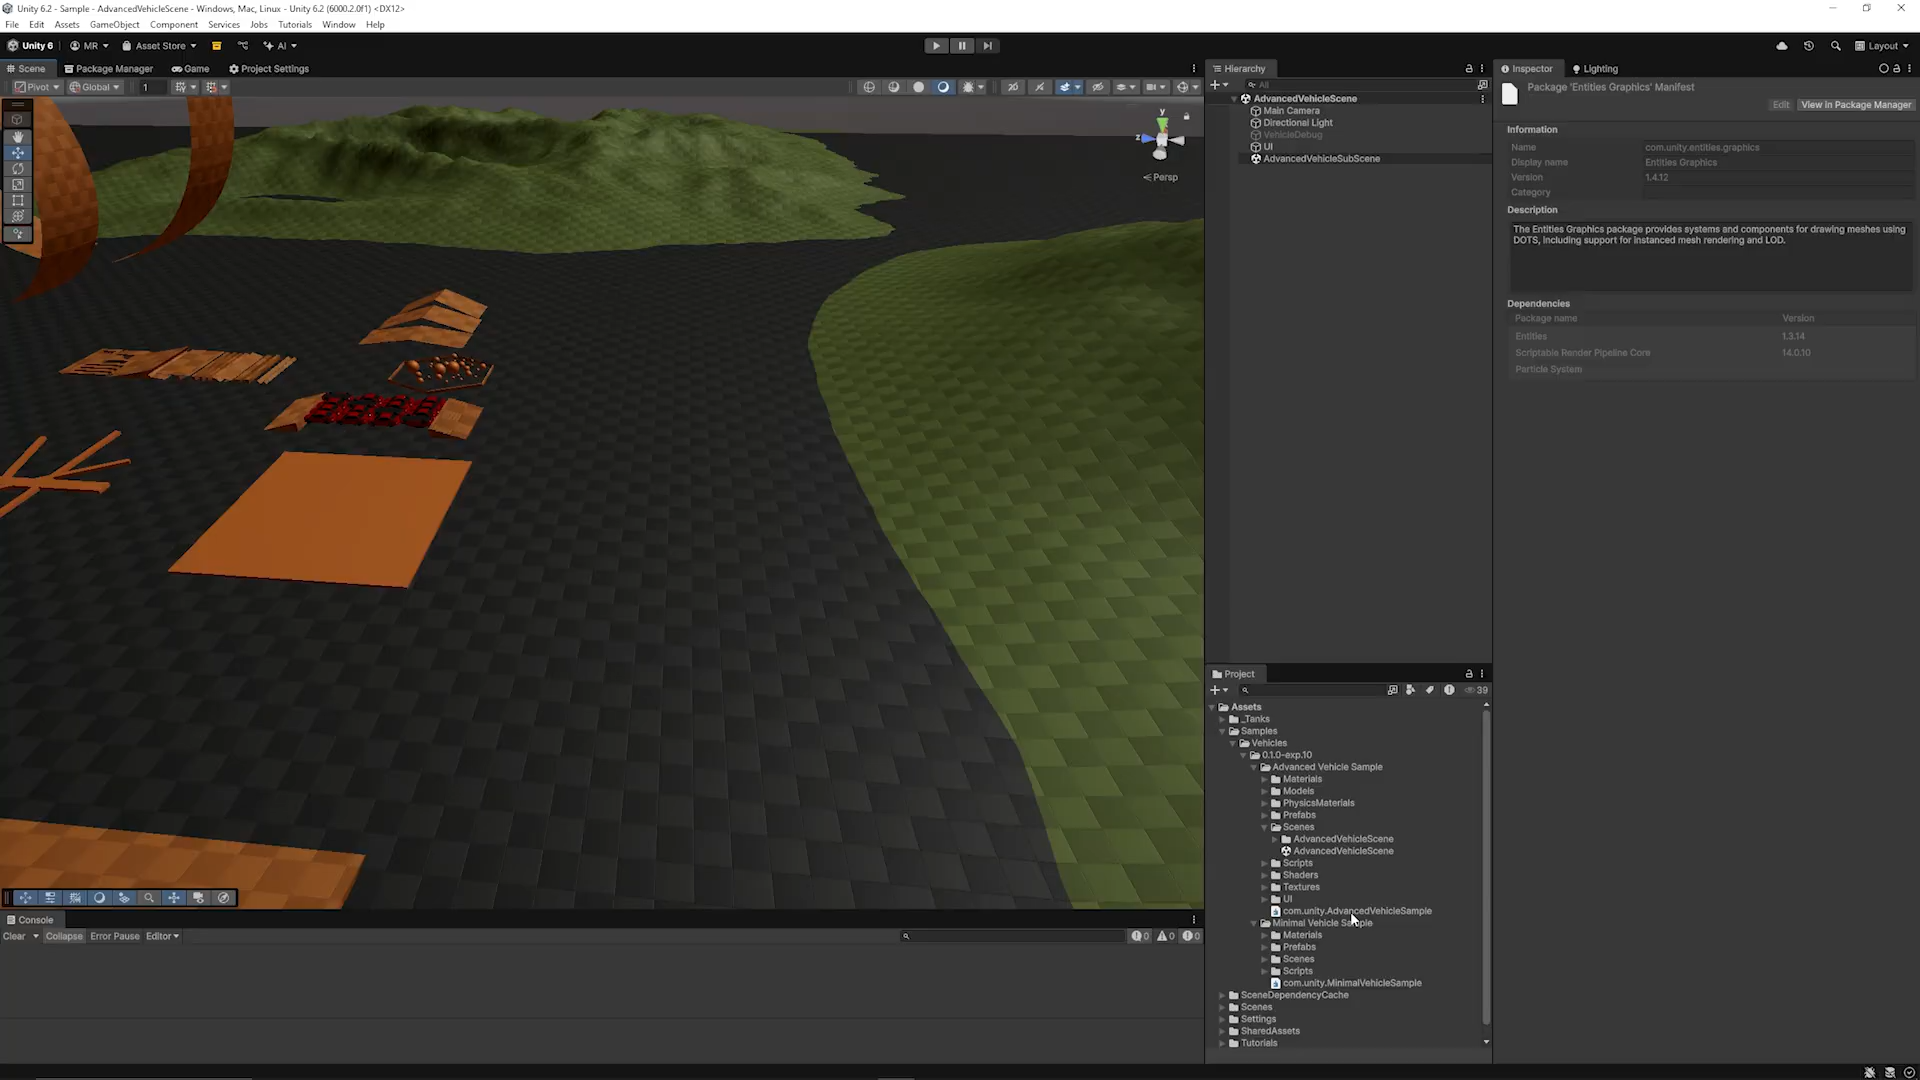 Unity 6.2 - Sample - AdvancedVehicleScene - Windows, Mac, Linux - Unity 6.2 (6000.2.0f1) <DX12>
File Edit Assets GameObject Component Services Jobs Tutorials Window Help
Unity 6 MR Asset Store AI Layout
Scene Package Manager Game Project Settings
Pivot Global 1
y
z
Persp
Console
Clear Collapse Error Pause Editor
0 0 0
Hierarchy
All
AdvancedVehicleScene
Main Camera
Directional Light
VehicleDebug
UI
AdvancedVehicleSubScene
Project
39
Assets
_Tanks
Samples
Vehicles
0.1.0-exp.10
Advanced Vehicle Sample
Materials
Models
PhysicsMaterials
Prefabs
Scenes
AdvancedVehicleScene
AdvancedVehicleScene
Scripts
Shaders
Textures
UI
com.unity.AdvancedVehicleSample
Minimal Vehicle Sample
Materials
Prefabs
Scenes
Scripts
com.unity.MinimalVehicleSample
SceneDependencyCache
Scenes
Settings
SharedAssets
Tutorials
Inspector Lighting
Package 'Entities Graphics' Manifest
Edit View in Package Manager
Information
Name com.unity.entities.graphics
Display name Entities Graphics
Version 1.4.12
Category
Description
The Entities Graphics package provides systems and components for drawing meshes using
DOTS, including support for instanced mesh rendering and LOD.
Dependencies
Package name Version
Entities 1.3.14
Scriptable Render Pipeline Core 14.0.10
Particle System